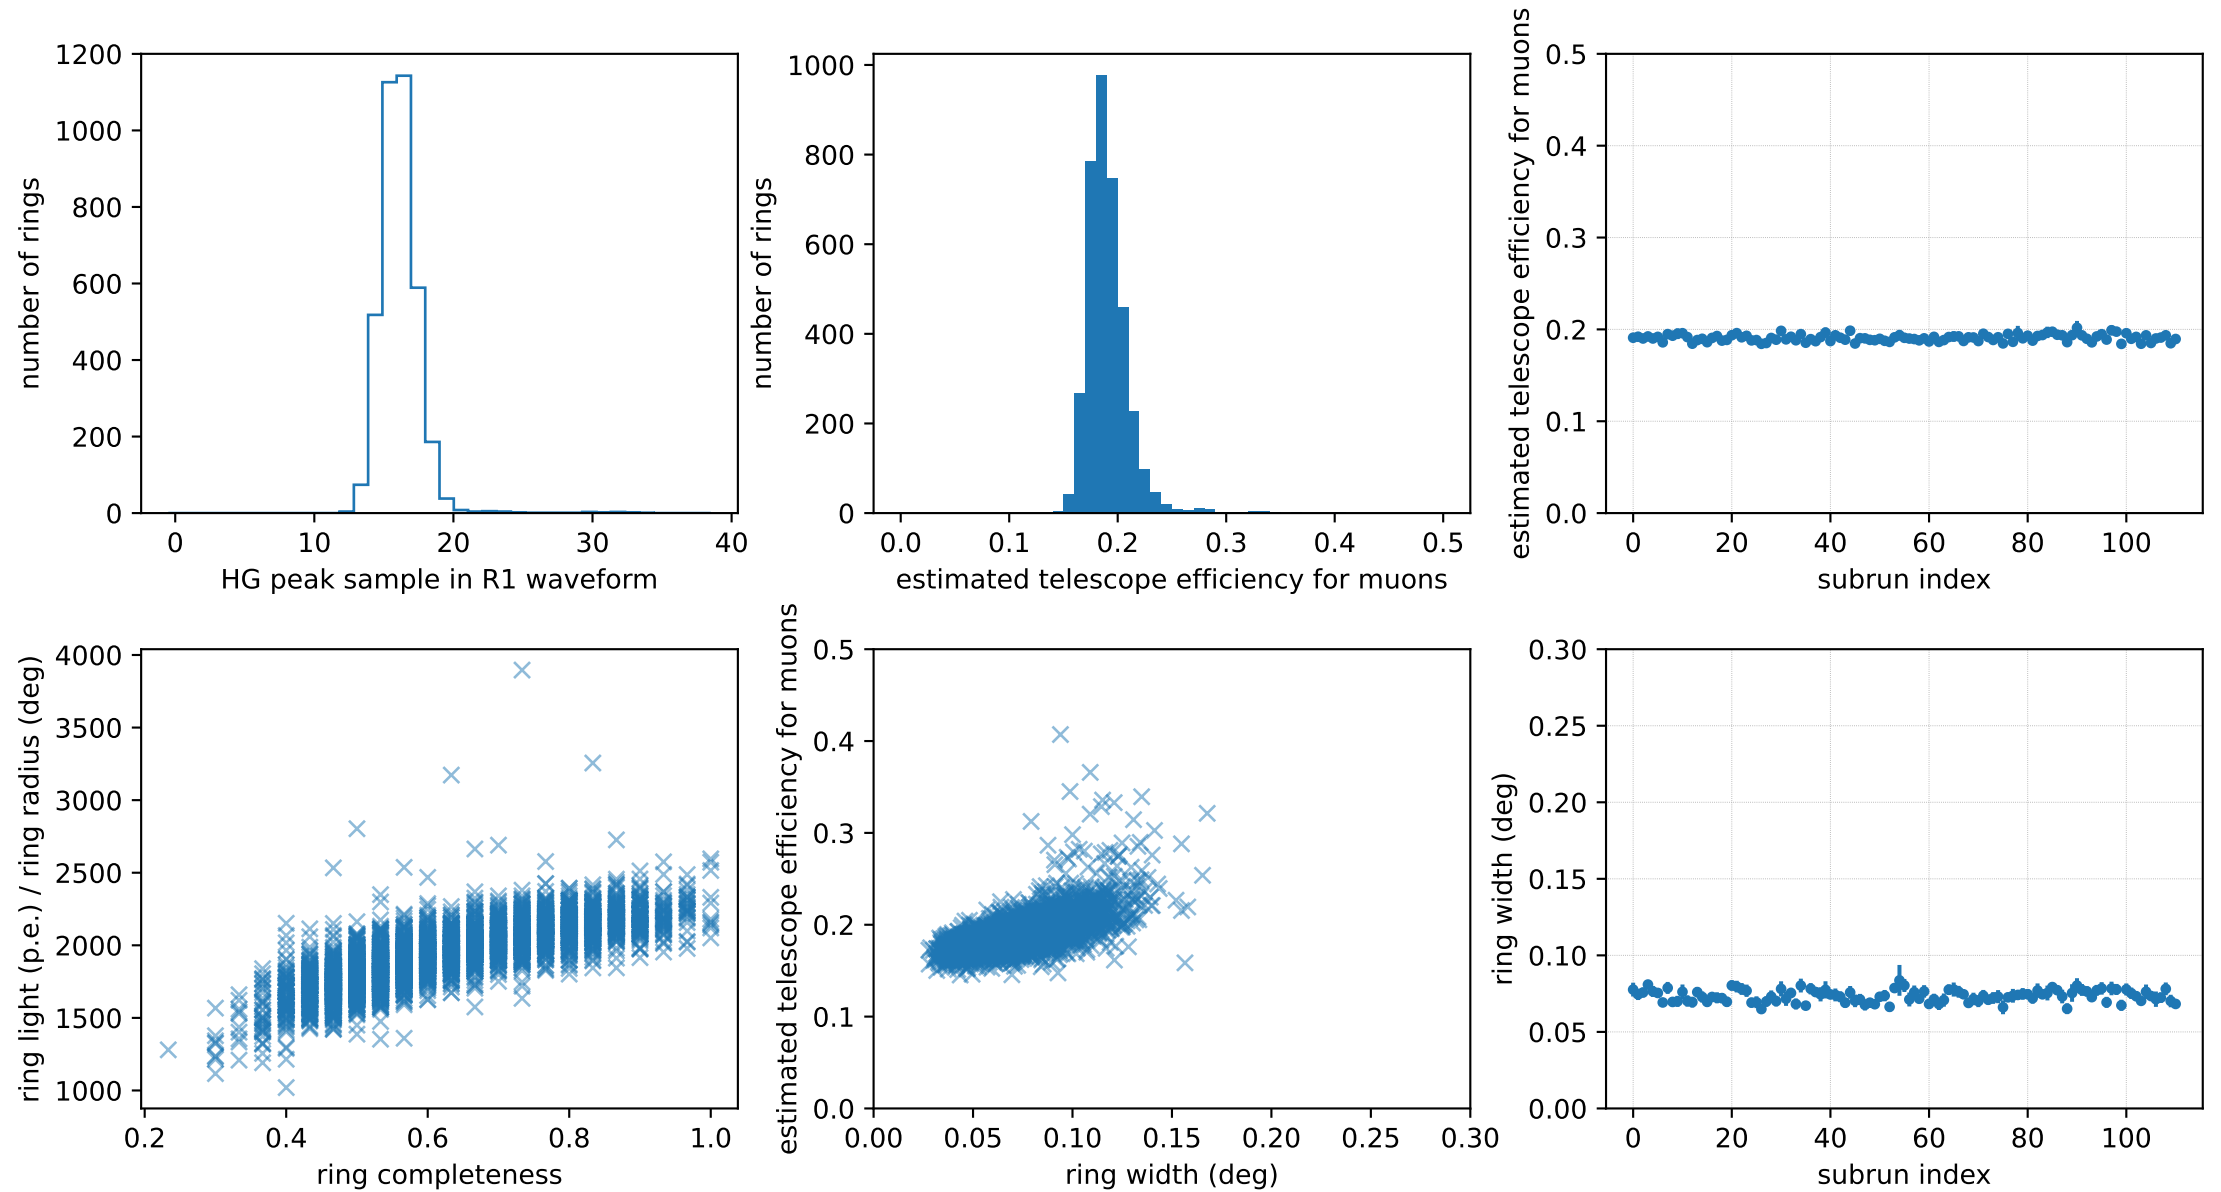 1200
1000
800
600
400
200
0
number of rings
0 10 20 30 40
HG peak sample in R1 waveform
1000
800
600
400
200
0
number of rings
0.0 0.1 0.2 0.3 0.4 0.5
estimated telescope efficiency for muons
0.5
0.4
0.3
0.2
0.1
0.0
estimated telescope efficiency for muons
0 20 40 60 80 100
subrun index
4000
3500
3000
2500
2000
1500
1000
ring light (p.e.) / ring radius (deg)
0.2 0.4 0.6 0.8 1.0
ring completeness
0.5
0.4
0.3
0.2
0.1
0.0
estimated telescope efficiency for muons
0.00 0.05 0.10 0.15 0.20 0.25 0.30
ring width (deg)
0.30
0.25
0.20
0.15
0.10
0.05
0.00
ring width (deg)
0 20 40 60 80 100
subrun index